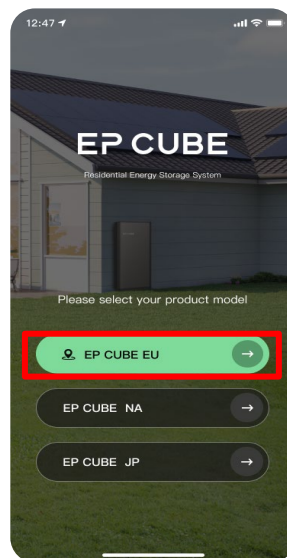 12:47
EP CUBE
Residential Energy Storage System
Please select your product model
EP CUBE EU
EP CUBE NA
EP CUBE JP